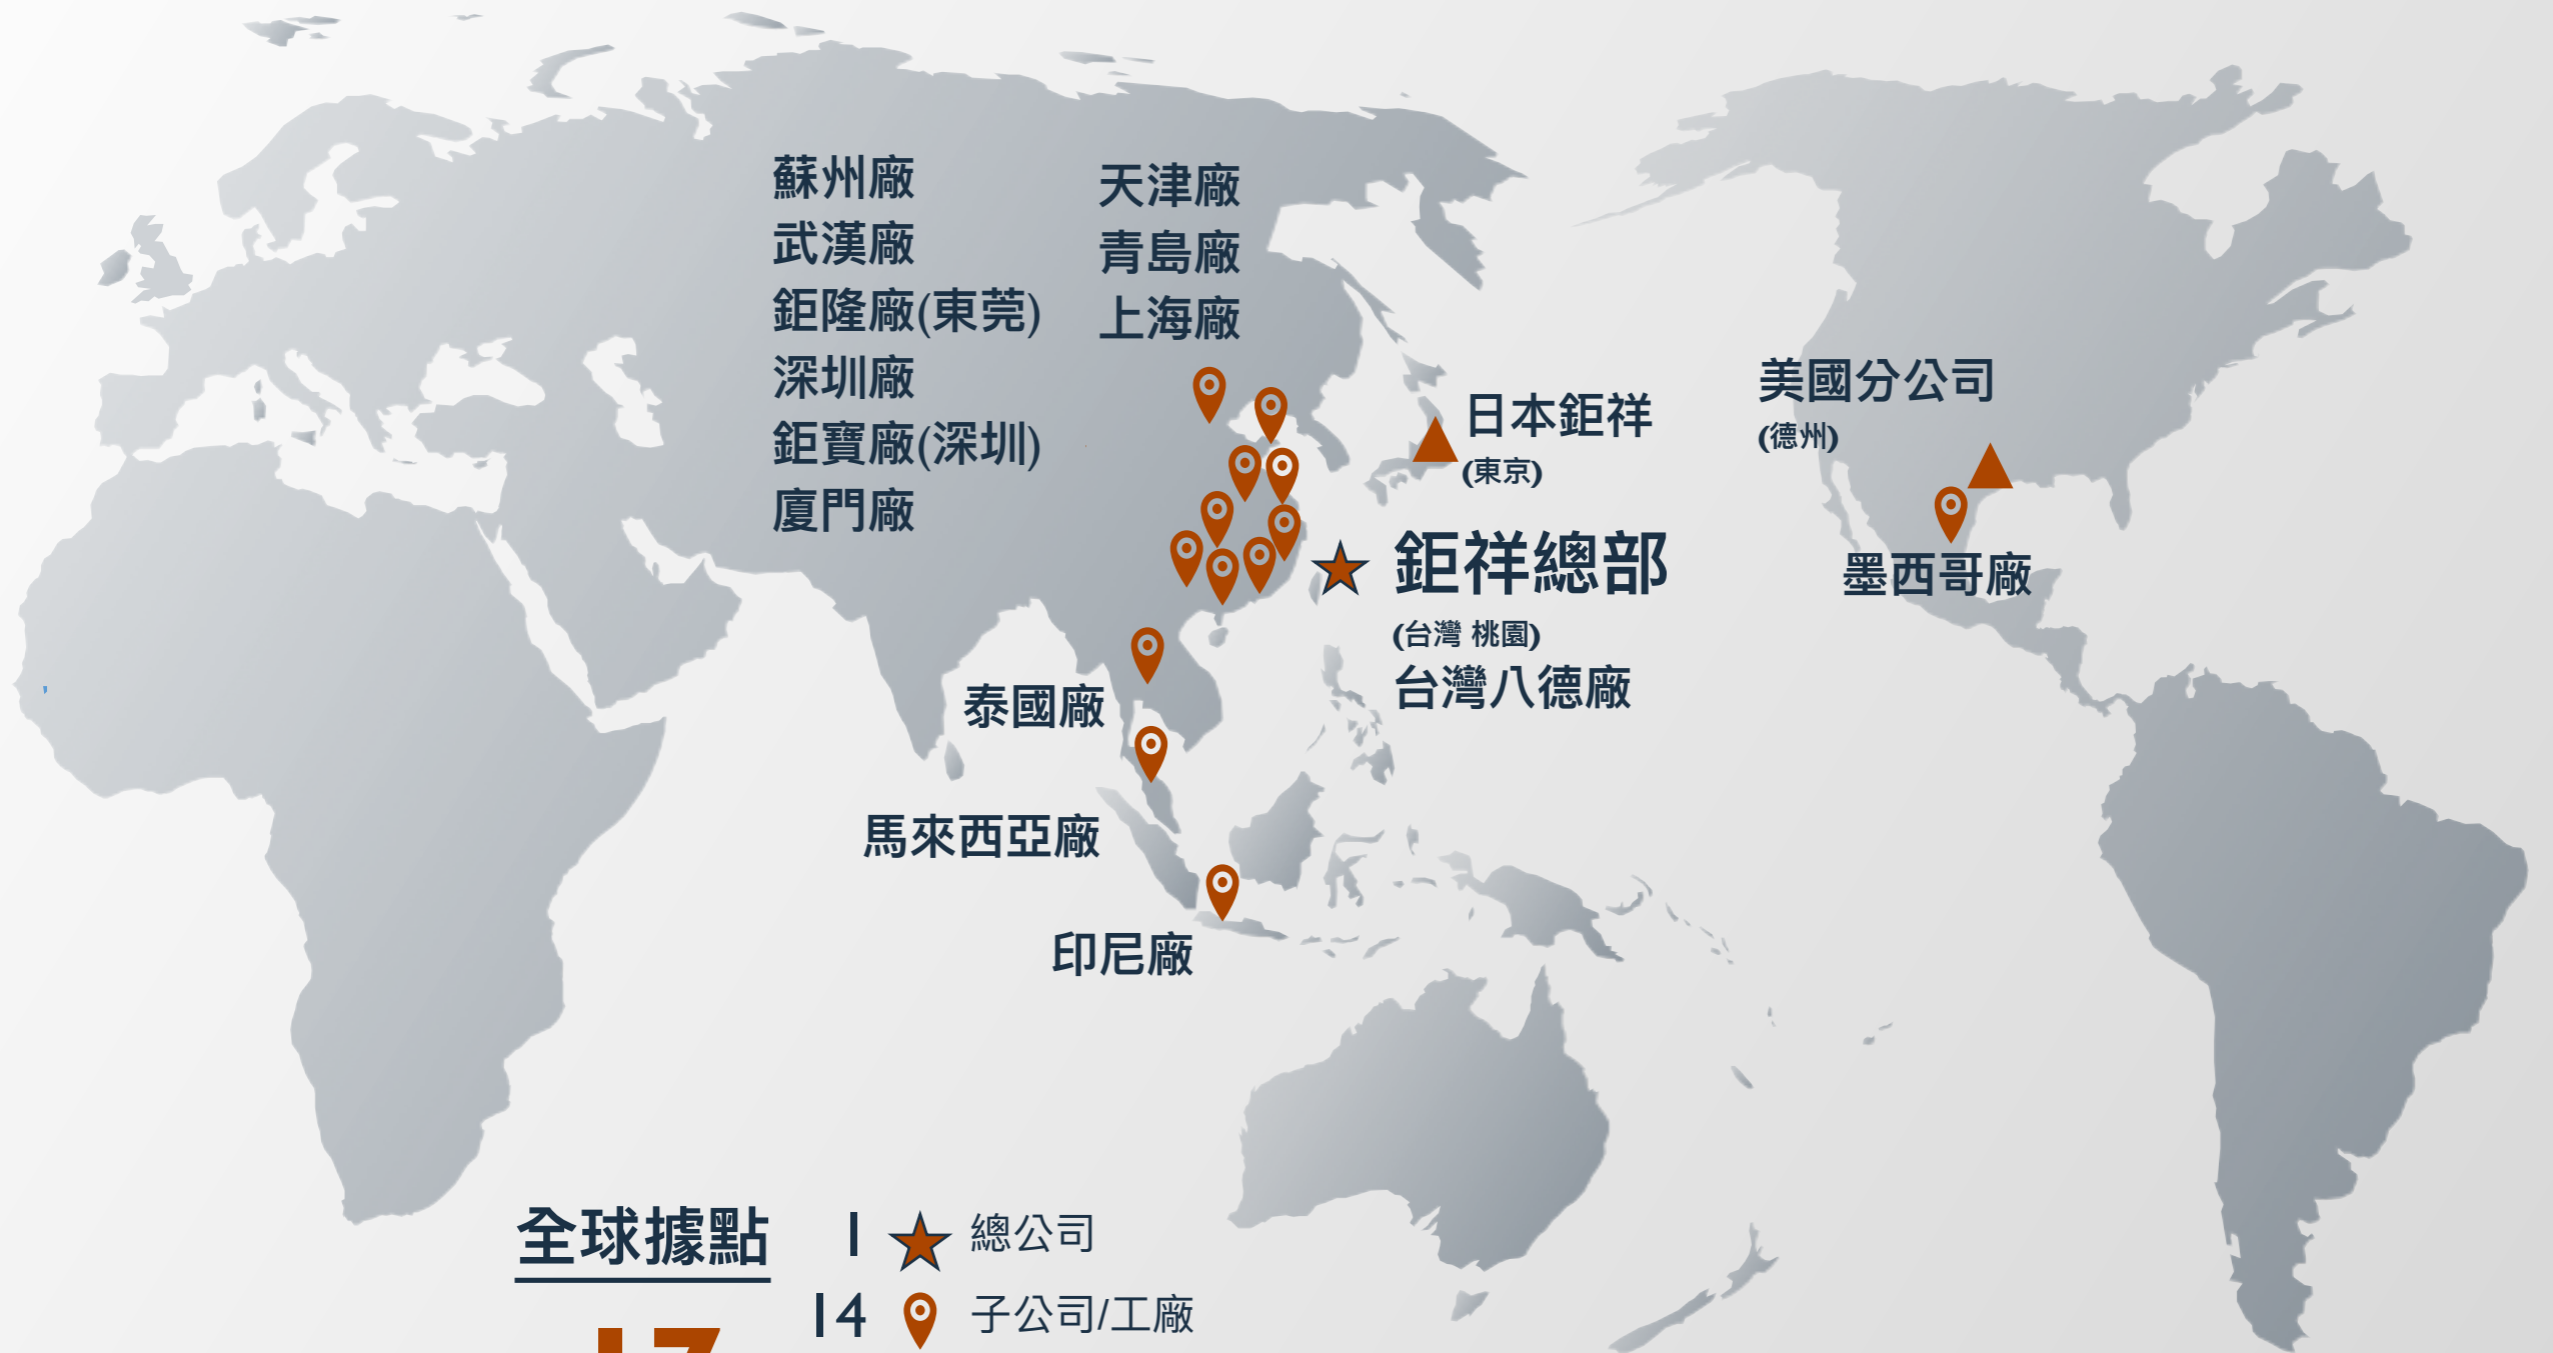 蘇州廠
武漢廠
鉅隆廠(東莞)
深圳廠
鉅寶廠(深圳)
廈門廠
天津廠
青島廠
上海廠
日本鉅祥
(東京)
美國分公司
(德州)
墨西哥廠
鉅祥總部
(台灣 桃園)
台灣八德廠
泰國廠
馬來西亞廠
印尼廠
全球據點
17
1 總公司
14 子公司/工廠